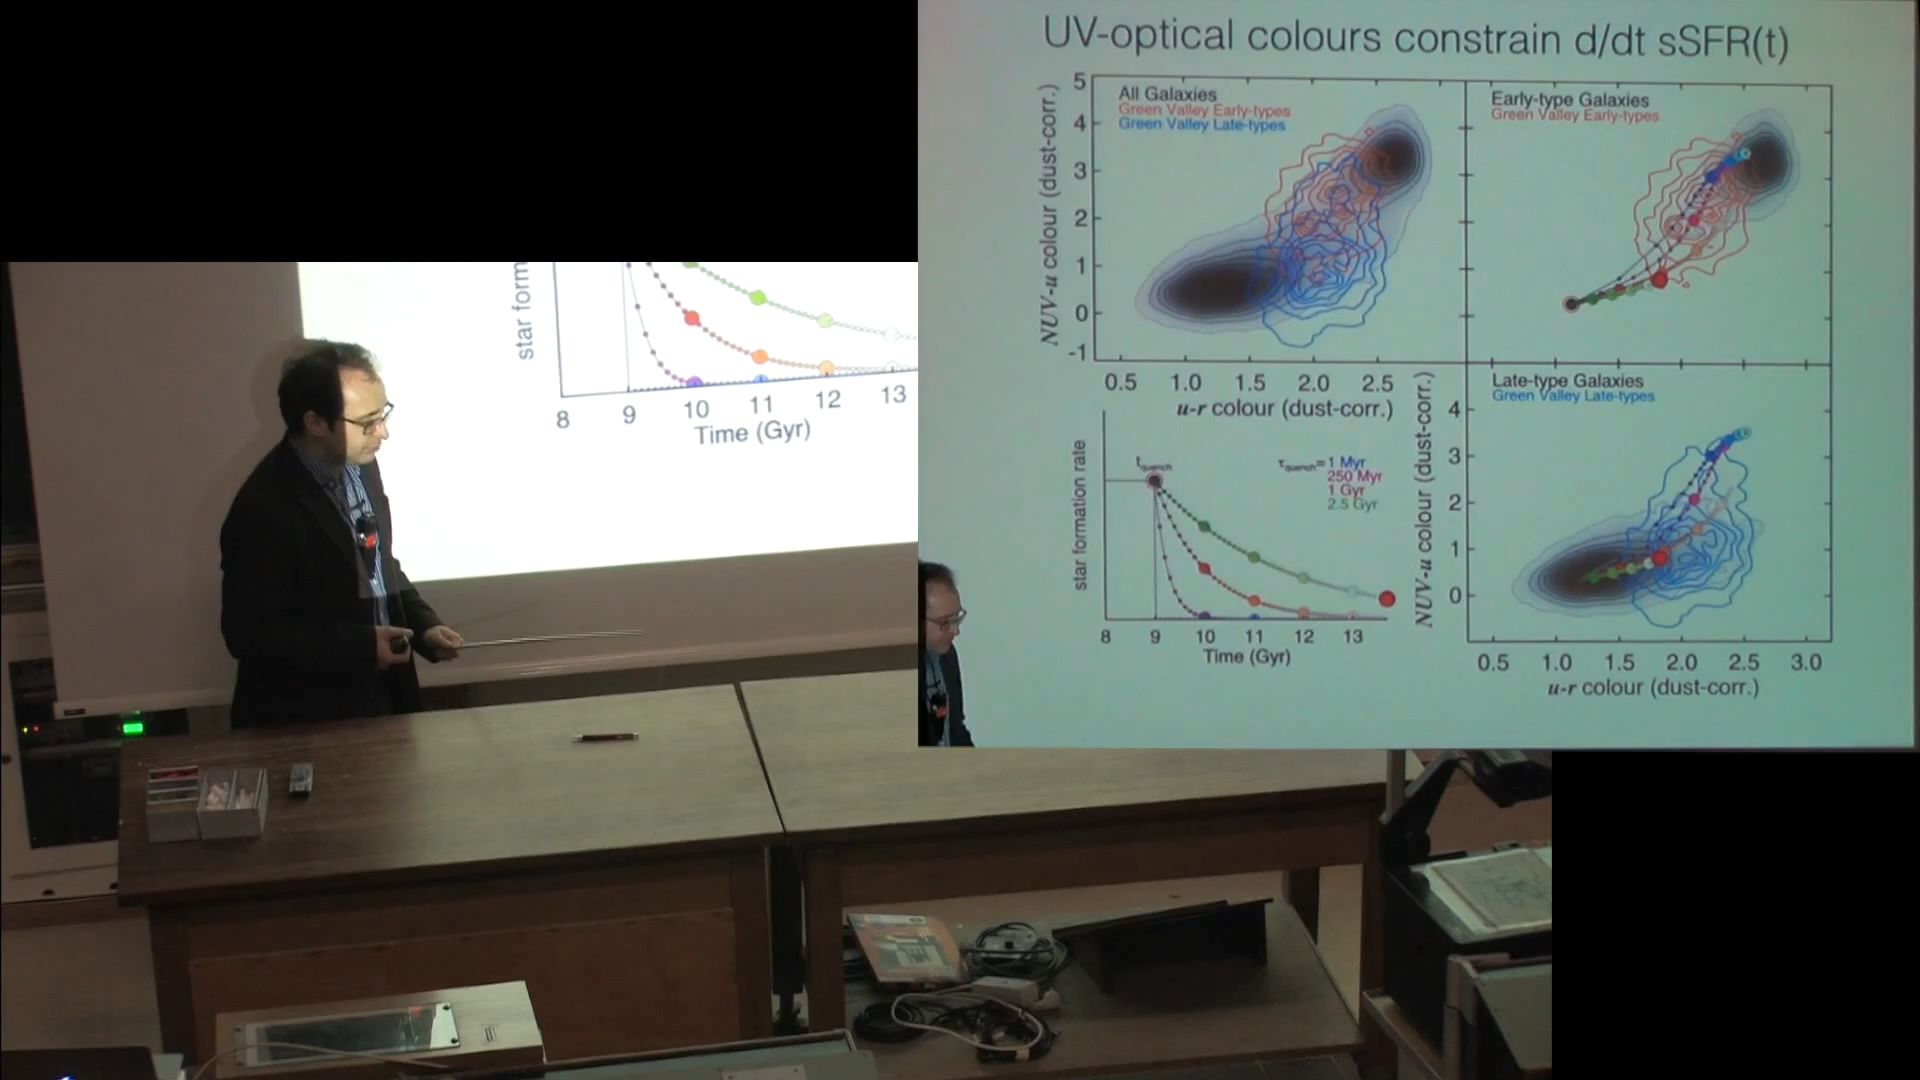 UV-optical colours constrain d/dt sSFR(t)
All Galaxies
Green Valley Early-types
Green Valley Late-types
NUV-u colour (dust-corr.)
5
4
3
2
1
0
-1
0.5 1.0 1.5 2.0 2.5
u-r colour (dust-corr.)
Early-type Galaxies
Green Valley Early-types
star formation rate
tquench
τquench= 1 Myr
250 Myr
1 Gyr
2.5 Gyr
8 9 10 11 12 13
Time (Gyr)
Late-type Galaxies
Green Valley Late-types
NUV-u colour (dust-corr.)
4
3
2
1
0
0.5 1.0 1.5 2.0 2.5 3.0
u-r colour (dust-corr.)
star form
8 9 10 11 12 13
Time (Gyr)